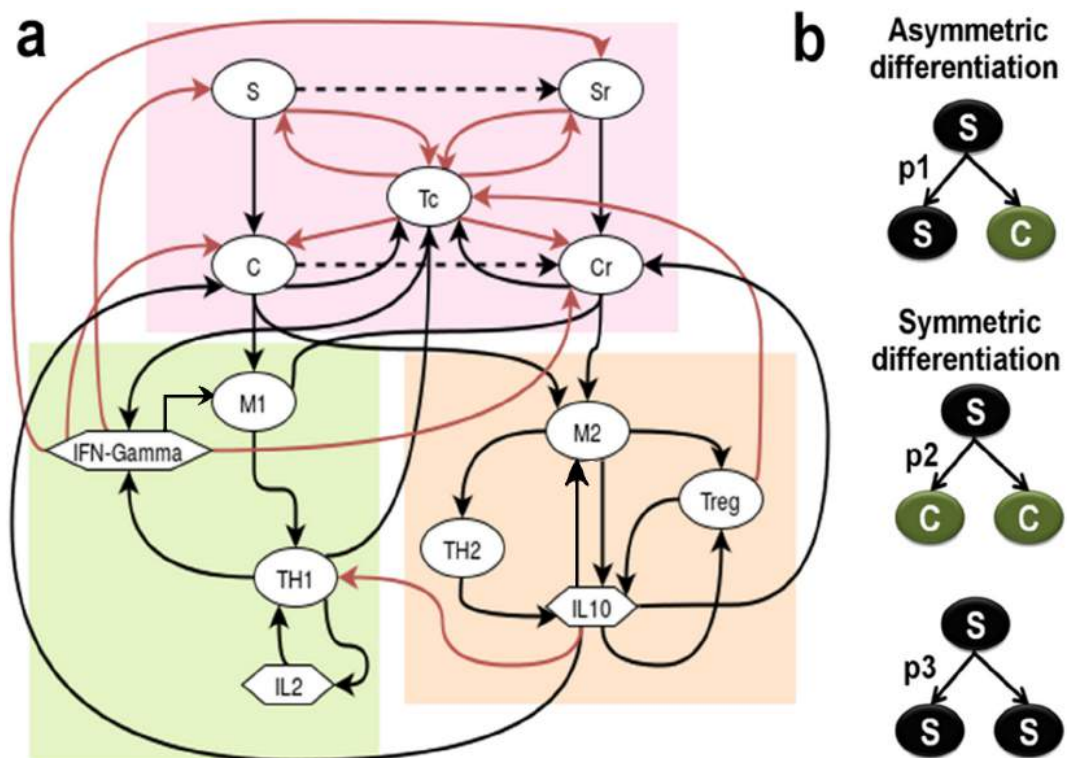 a
S
Sr
Tc
C
Cr
M1
IFN-Gamma
M2
Treg
TH2
TH1
IL10
IL2
b
Asymmetric
differentiation
S
p1
S
C
Symmetric
differentiation
S
p2
C
C
S
p3
S
S